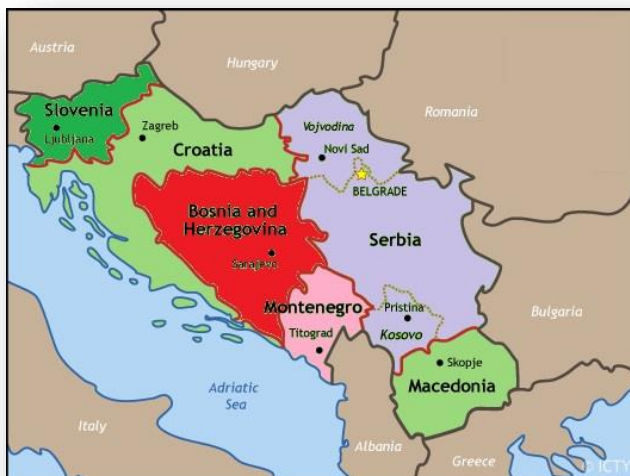 Austria
Hungary
Slovenia
Ljubljana
Zagreb
Croatia
Vojvodina
Novi Sad
BELGRADE
Romania
Bosnia and
Herzegovina
Sarajevo
Serbia
Montenegro
Titograd
Pristina
Kosovo
Bulgaria
Skopje
Macedonia
Adriatic
Sea
Italy
Albania
Greece
© ICTY